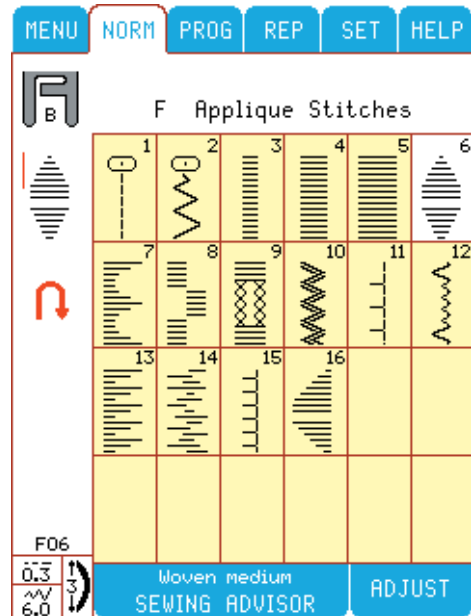 MENU NORM PROG REP SET HELP
B
F Applique Stitches
1 2 3 4 5 6
7 8 9 10 11 12
13 14 15 16
F06
0.3 3
6.0
Woven medium
SEWING ADVISOR
ADJUST